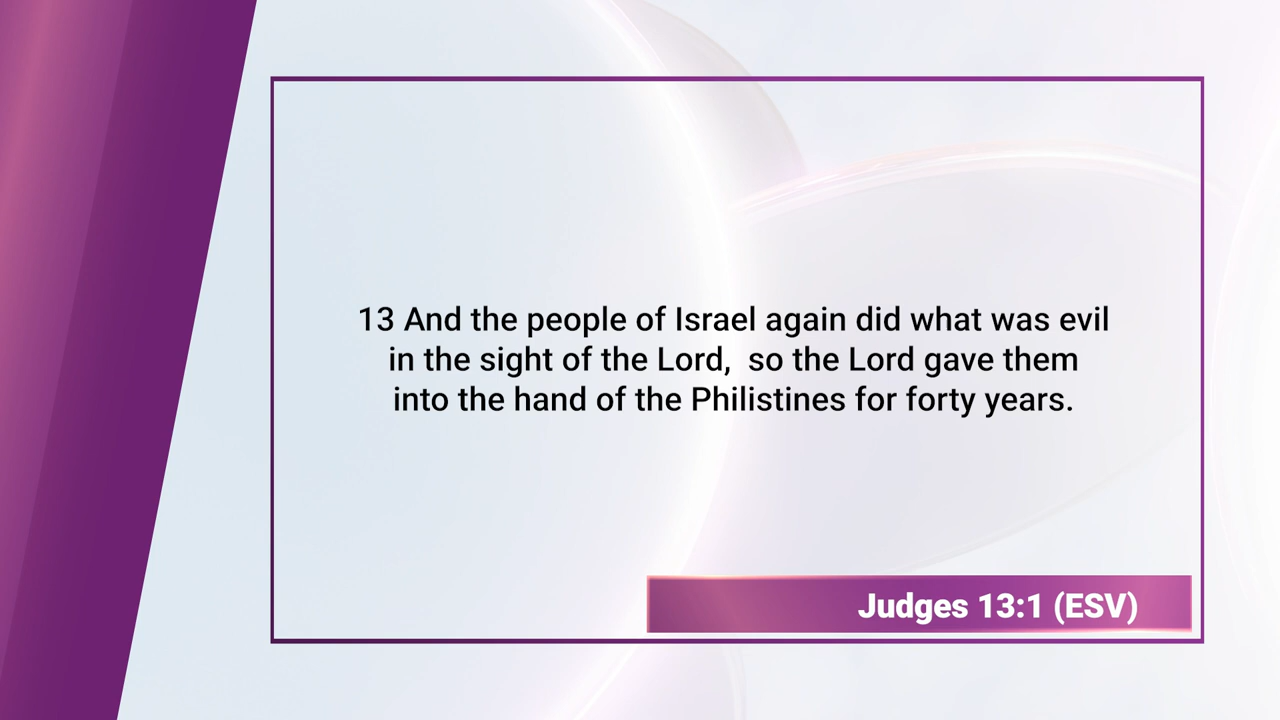 13 And the people of Israel again did what was evil
in the sight of the Lord,  so the Lord gave them
into the hand of the Philistines for forty years.
Judges 13:1 (ESV)